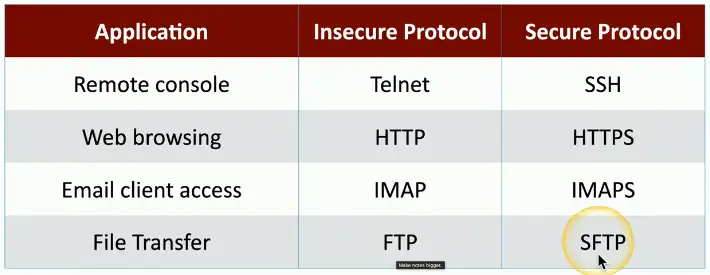 Application Insecure Protocol Secure Protocol
Remote console Telnet SSH
Web browsing HTTP HTTPS
Email client access IMAP IMAPS
File Transfer FTP SFTP
Make notes bigger.